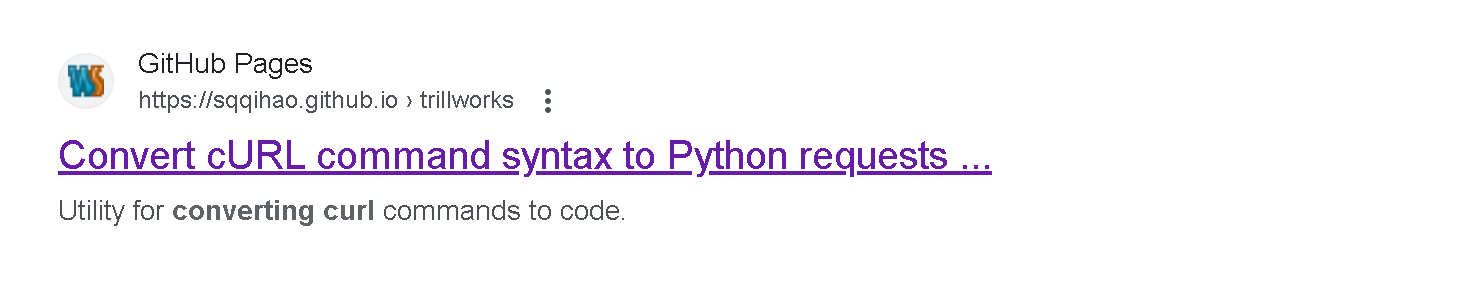 GitHub Pages
https://sqqihao.github.io › trillworks
Convert cURL command syntax to Python requests ...
Utility for converting curl commands to code.